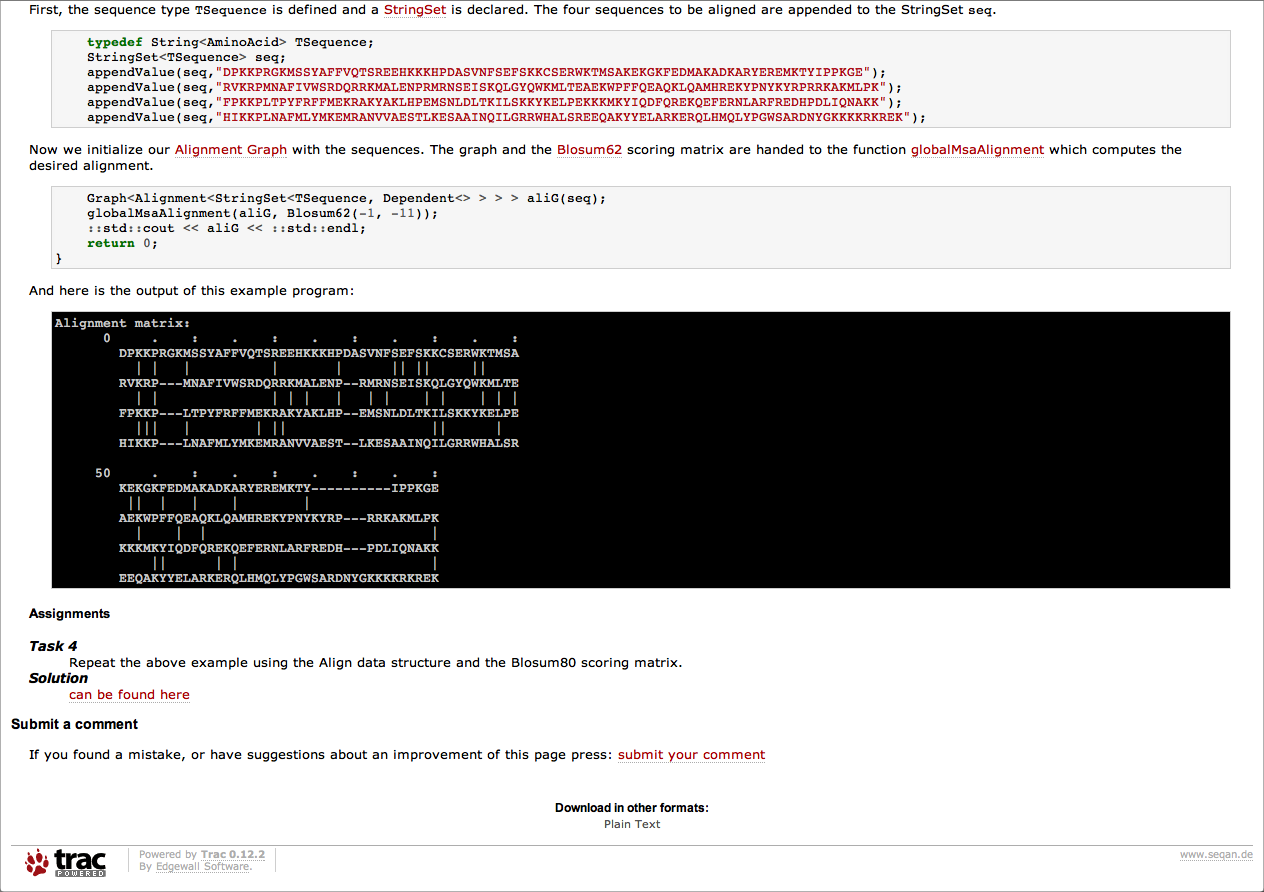 First, the sequence type TSequence is defined and a StringSet is declared. The four sequences to be aligned are appended to the StringSet seq.
typedef String<AminoAcid> TSequence;
StringSet<TSequence> seq;
appendValue(seq,"DPKKPRGKMSSYAFFVQTSREEHKKKHPDASVNFSEFSKKCSERWKTMSAKEKGKFEDMAKADKARYEREMKTYIPPKGE");
appendValue(seq,"RVKRPMNAFIVWSRDQRRKMALENPRMRNSEISKQLGYQWKMLTEAEKWPFFQEAQKLQAMHREKYPNYKYRPRRKAKMLPK");
appendValue(seq,"FPKKPLTPYFRFFMEKRAKYAKLHPEMSNLDLTKILSKKYKELPEKKKMKYIQDFQREKQEFERNLARFREDHPDLIQNAKK");
appendValue(seq,"HIKKPLNAFMLYMKEMRANVVAESTLKESAAINQILGRRWHALSREEQAKYYELARKERQLHMQLYPGWSARDNYGKKKKRKREK");
Now we initialize our Alignment Graph with the sequences. The graph and the Blosum62 scoring matrix are handed to the function globalMsaAlignment which computes the
desired alignment.
Graph<Alignment<StringSet<TSequence, Dependent<> > > > aliG(seq);
globalMsaAlignment(aliG, Blosum62(-1, -11));
::std::cout << aliG << ::std::endl;
return 0;
}
And here is the output of this example program:
Alignment matrix:
0     .    :    .    :    .    :    .    :    .    :
DPKKPRGKMSSYAFFVQTSREEHKKKHPDASVNFSEFSKKCSERWKTMSA
  | |   |          |       |      || ||     ||
RVKRP---MNAFIVWSRDQRRKMALENP--RMRNSEISKQLGYQWKMLTE
  | |              | | |   |   | |    | |    | | |
FPKKP---LTPYFRFFMEKRAKYAKLHP--EMSNLDLTKILSKKYKELPE
  |||   |        | ||                  ||      |
HIKKP---LNAFMLYMKEMRANVVAEST--LKESAAINQILGRRWHALSR
50     .    :    .    :    .    :    .    :
KEKGKFEDMAKADKARYEREMKTY----------IPPKGE
 ||  |   |    |        |
AEKWPFFQEAQKLQAMHREKYPNYKYRP---RRKAKMLPK
  |    |  |                            |
KKKMKYIQDFQREKQEFERNLARFREDH---PDLIQNAKK
    ||      | |                        |
EEQAKYYELARKERQLHMQLYPGWSARDNYGKKKKRKREK
Assignments
Task 4
Repeat the above example using the Align data structure and the Blosum80 scoring matrix.
Solution
can be found here
Submit a comment
If you found a mistake, or have suggestions about an improvement of this page press: submit your comment
Download in other formats:
Plain Text
trac
POWERED
Powered by Trac 0.12.2
By Edgewall Software.
www.seqan.de